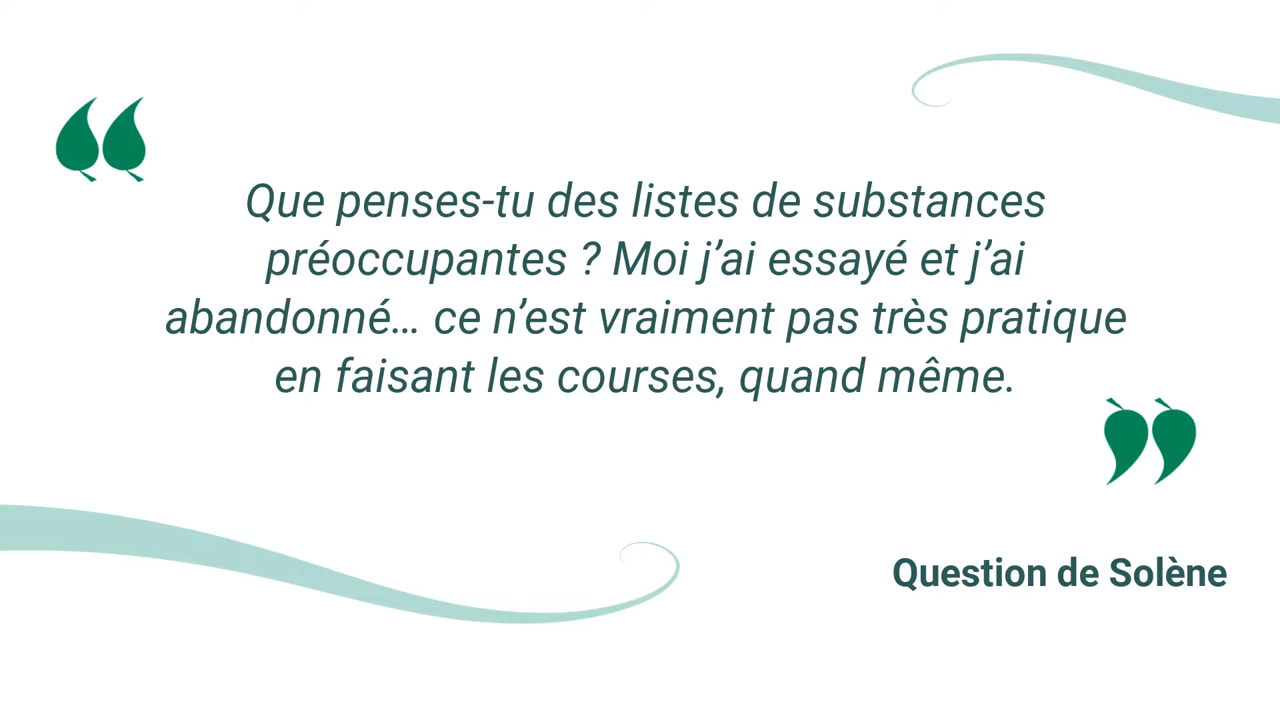 Que penses-tu des listes de substances
préoccupantes ? Moi j’ai essayé et j’ai
abandonné… ce n’est vraiment pas très pratique
en faisant les courses, quand même.
Question de Solène